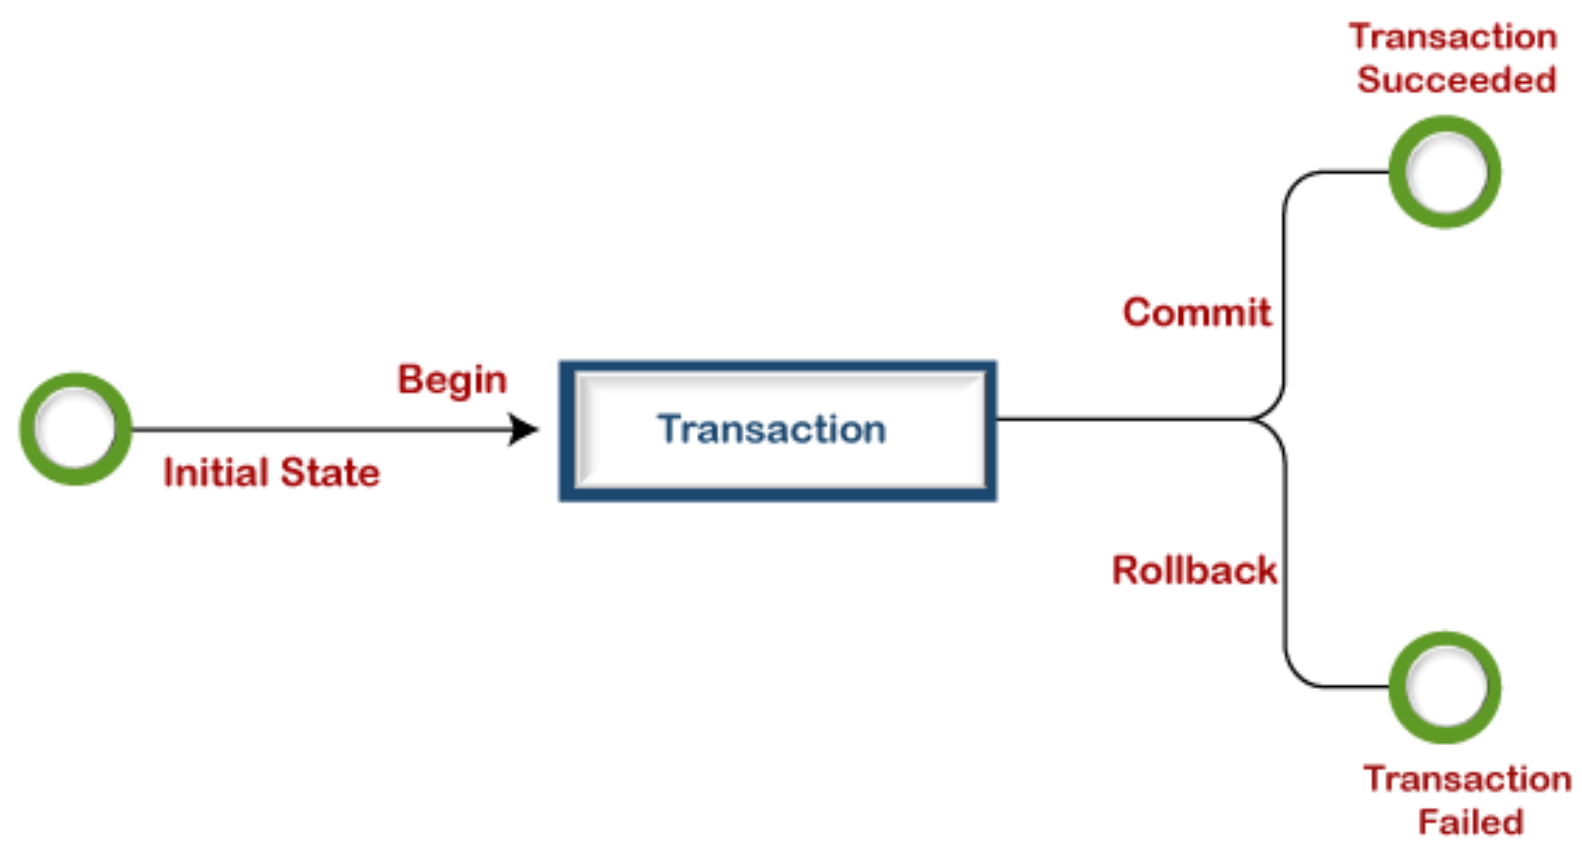 Transaction
Succeeded
Commit
Begin
Transaction
Initial State
Rollback
Transaction
Failed